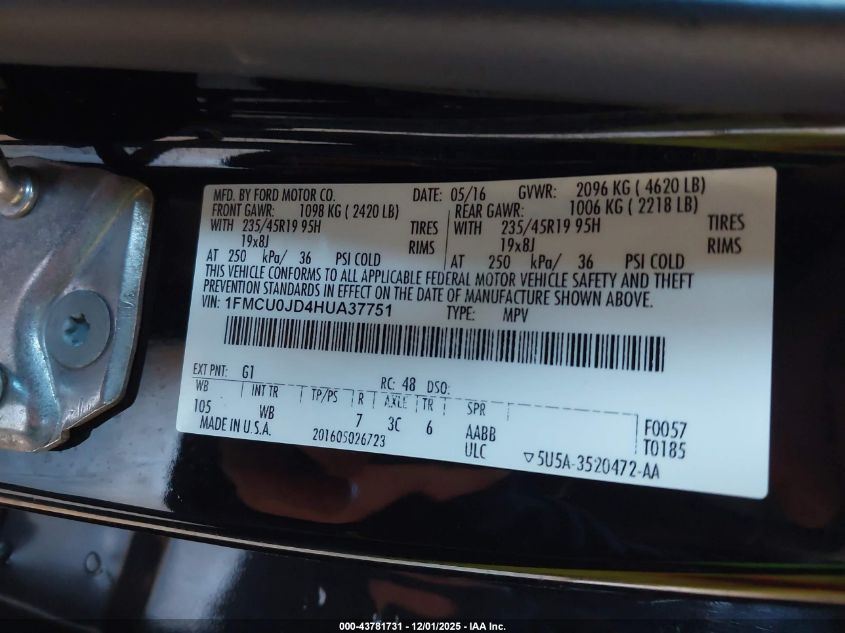 MFD. BY FORD MOTOR CO. DATE: 05/16 GVWR: 2096 KG ( 4620 LB)
FRONT GAWR: 1098 KG ( 2420 LB) REAR GAWR: 1006 KG ( 2218 LB)
WITH 235/45R19 95H TIRES WITH 235/45R19 95H TIRES
19x8J RIMS 19x8J RIMS
AT 250 kPa/ 36 PSI COLD AT 250 kPa/ 36 PSI COLD
THIS VEHICLE CONFORMS TO ALL APPLICABLE FEDERAL MOTOR VEHICLE SAFETY AND THEFT
PREVENTION STANDARDS IN EFFECT ON THE DATE OF MANUFACTURE SHOWN ABOVE.
VIN: 1FMCU0JD4HUA37751 TYPE: MPV
EXT PNT: G1 RC: 48 DSO:
WB INT TR TP/PS R AXLE TR SPR
105 WB 7 3C 6 AABB F0057
MADE IN U.S.A. 201605026723 ULC T0185
5U5A-3520472-AA
000-43781731 - 12/01/2025 - IAA Inc.